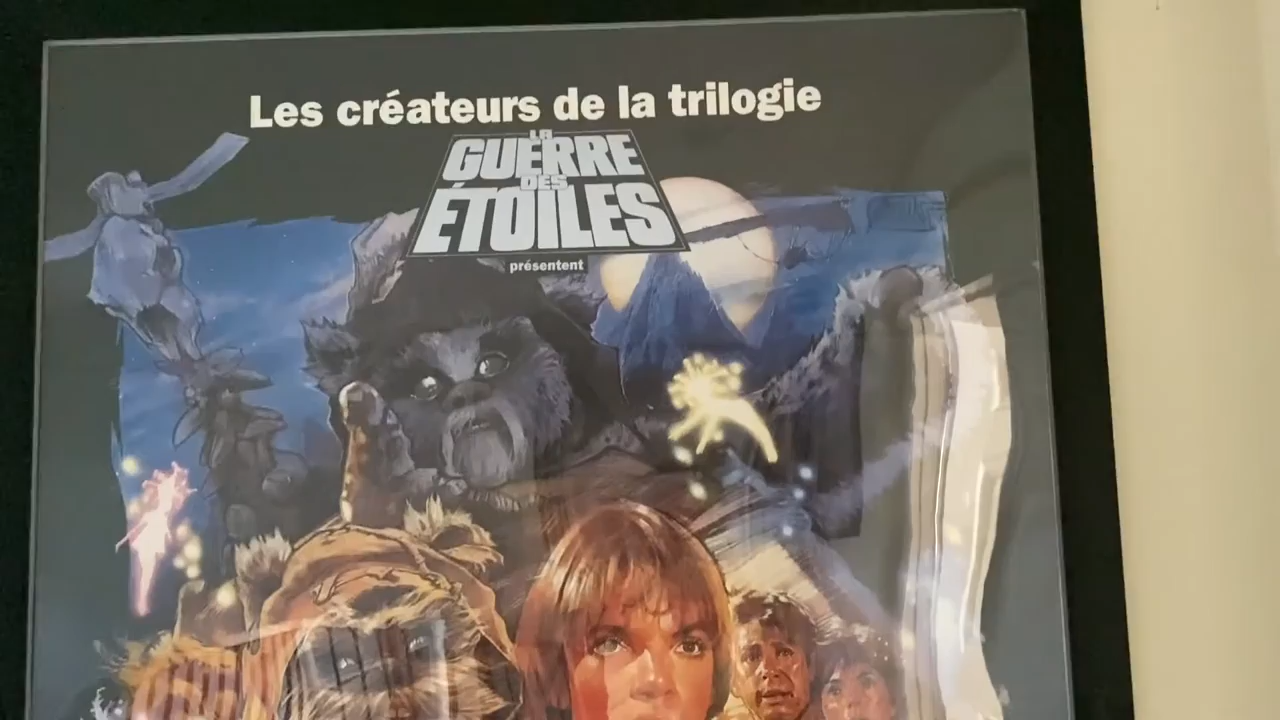 Les créateurs de la trilogie
LA
GUERRE
DES
ÉTOILES
présentent